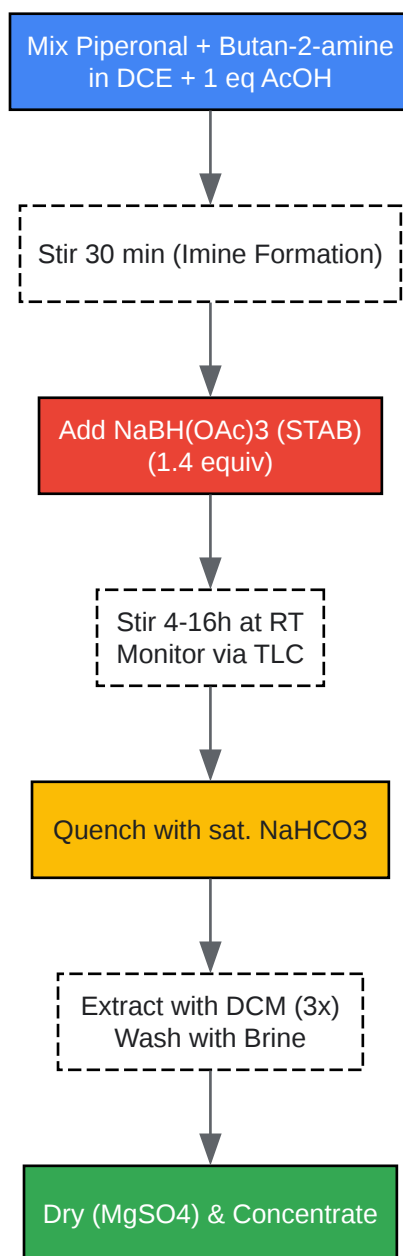 Mix Piperonal + Butan-2-amine
in DCE + 1 eq AcOH
Stir 30 min (Imine Formation)
Add NaBH(OAc)3 (STAB)
(1.4 equiv)
Stir 4-16h at RT
Monitor via TLC
Quench with sat. NaHCO3
Extract with DCM (3x)
Wash with Brine
Dry (MgSO4) & Concentrate